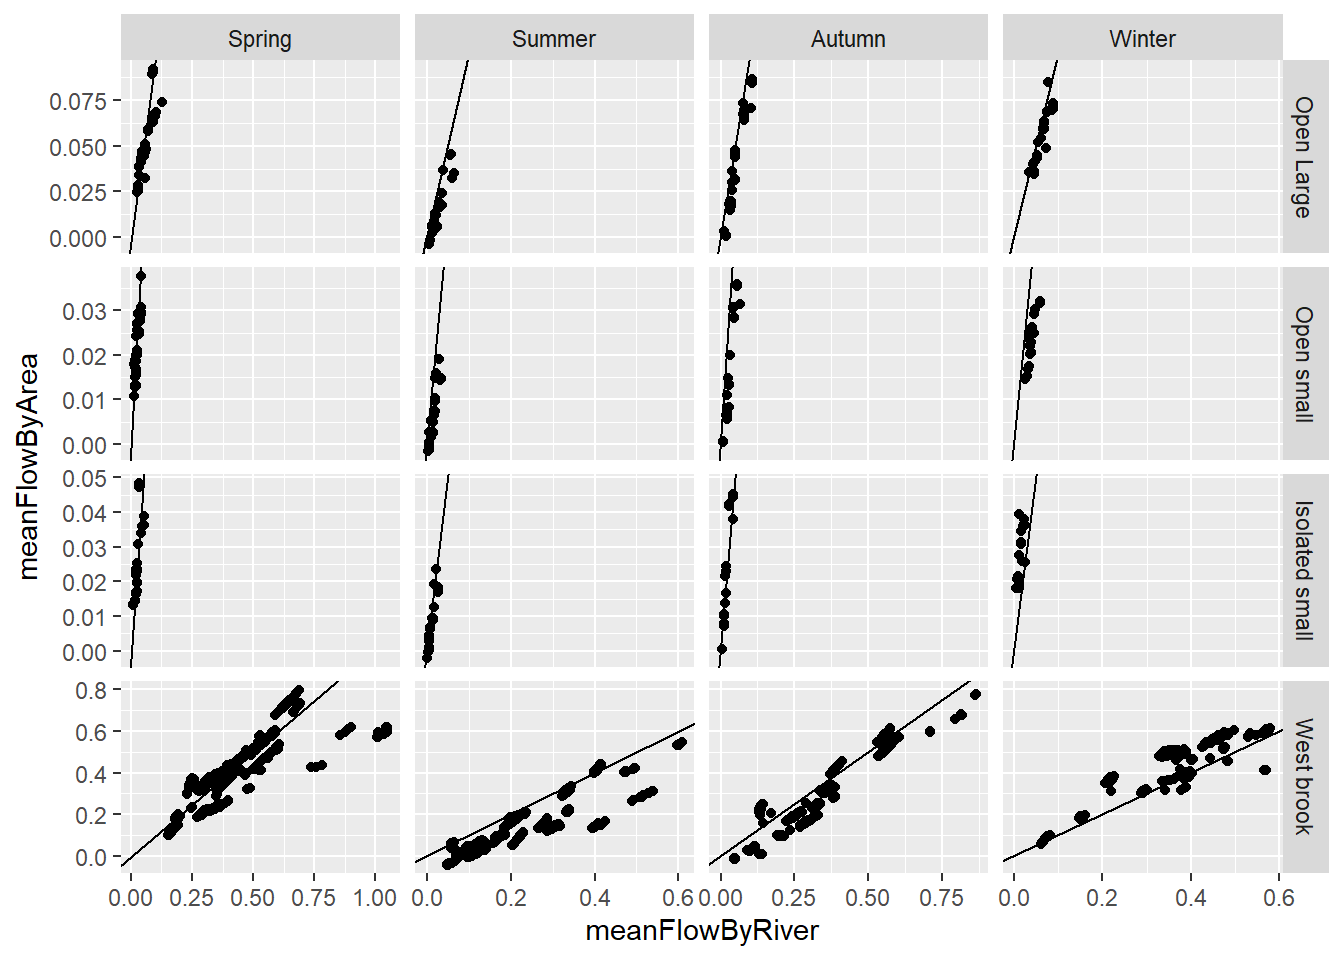 Spring Summer Autumn Winter
0.075
0.050
0.025
0.000
Open Large
0.03
0.02
0.01
0.00
Open small
0.05
0.04
0.03
0.02
0.01
0.00
Isolated small
0.8
0.6
0.4
0.2
0.0
West brook
0.00 0.25 0.50 0.75 1.00 0.0 0.2 0.4 0.6 0.00 0.25 0.50 0.75 0.0 0.2 0.4 0.6
meanFlowByRiver
meanFlowByArea